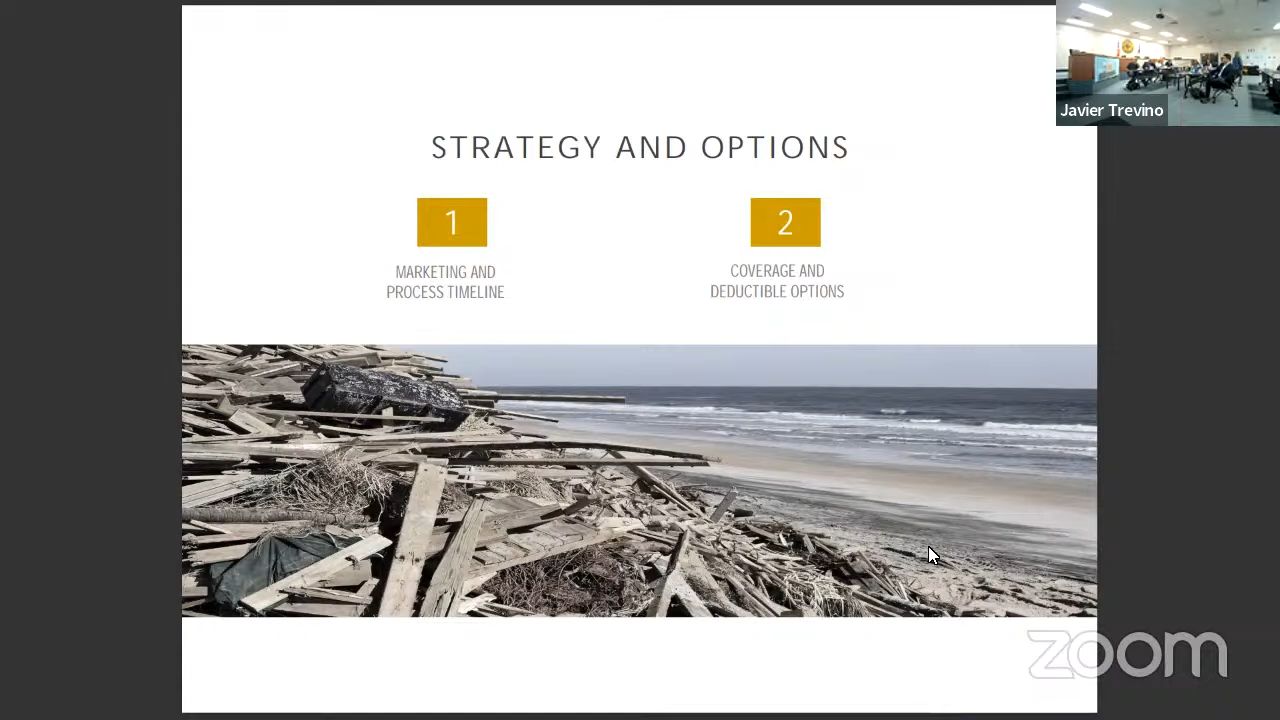 Javier Trevino
STRATEGY AND OPTIONS
1
MARKETING AND
PROCESS TIMELINE
2
COVERAGE AND
DEDUCTIBLE OPTIONS
zoom